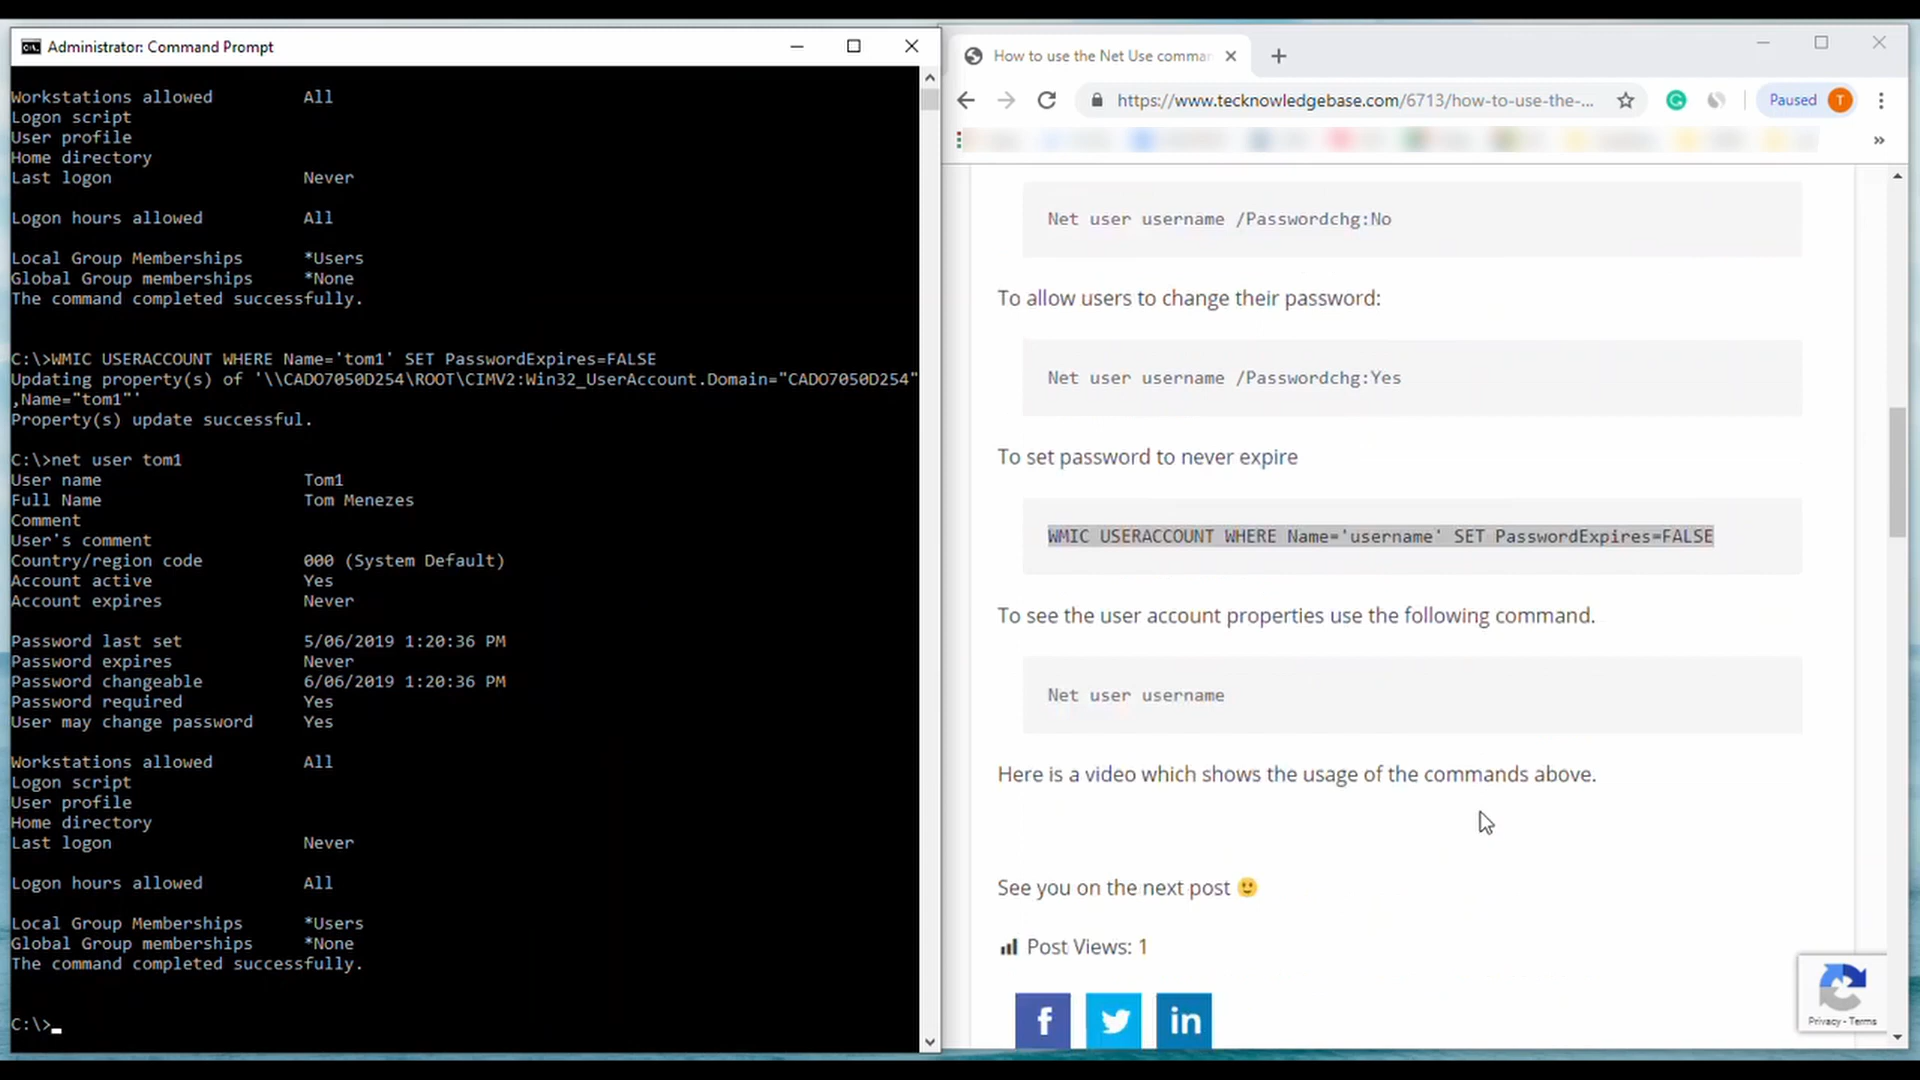 Administrator: Command Prompt
Workstations allowed All
Logon script
User profile
Home directory
Last logon Never
Logon hours allowed All
Local Group Memberships *Users
Global Group memberships *None
The command completed successfully.
C:\>WMIC USERACCOUNT WHERE Name='tom1' SET PasswordExpires=FALSE
Updating property(s) of '\\CADO7050D254\ROOT\CIMV2:Win32_UserAccount.Domain="CADO7050D254"
,Name="tom1"'
Property(s) update successful.
C:\>net user tom1
User name Tom1
Full Name Tom Menezes
Comment
User's comment
Country/region code 000 (System Default)
Account active Yes
Account expires Never
Password last set 5/06/2019 1:20:36 PM
Password expires Never
Password changeable 6/06/2019 1:20:36 PM
Password required Yes
User may change password Yes
Workstations allowed All
Logon script
User profile
Home directory
Last logon Never
Logon hours allowed All
Local Group Memberships *Users
Global Group memberships *None
The command completed successfully.
C:\>
How to use the Net Use comma
https://www.tecknowledgebase.com/6713/how-to-use-the-...
Paused T
Net user username /Passwordchg:No
To allow users to change their password:
Net user username /Passwordchg:Yes
To set password to never expire
WMIC USERACCOUNT WHERE Name='username' SET PasswordExpires=FALSE
To see the user account properties use the following command.
Net user username
Here is a video which shows the usage of the commands above.
See you on the next post 🙂
Post Views: 1
Privacy - Terms